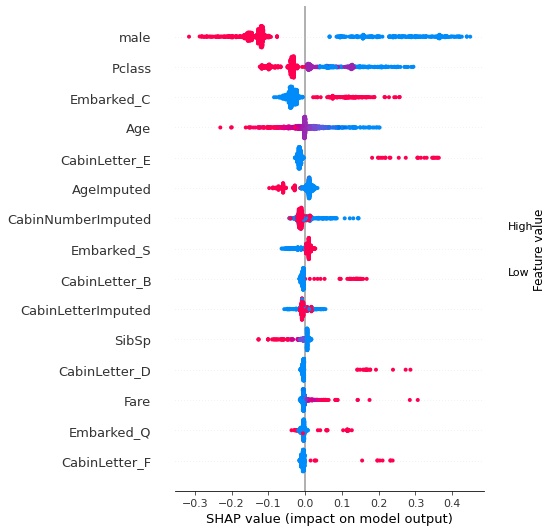 male
Pclass
Embarked_C
Age
CabinLetter_E
AgeImputed
CabinNumberImputed
Embarked_S
CabinLetter_B
CabinLetterImputed
SibSp
CabinLetter_D
Fare
Embarked_Q
CabinLetter_F
−0.3 −0.2 −0.1 0.0 0.1 0.2 0.3 0.4
SHAP value (impact on model output)
High
Low
Feature value